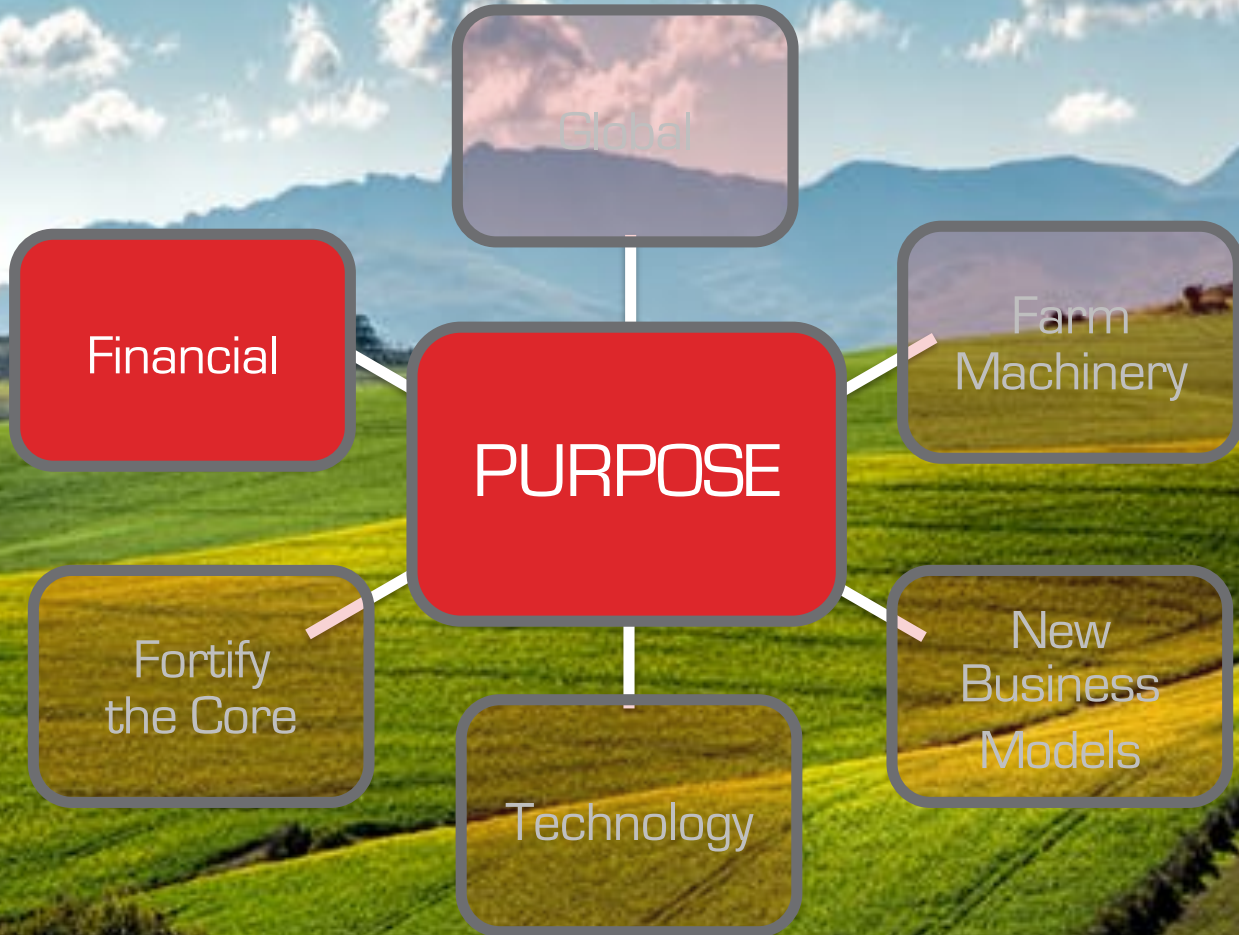 Global
Financial
Farm
Machinery
PURPOSE
Fortify
the Core
New
Business
Models
Technology